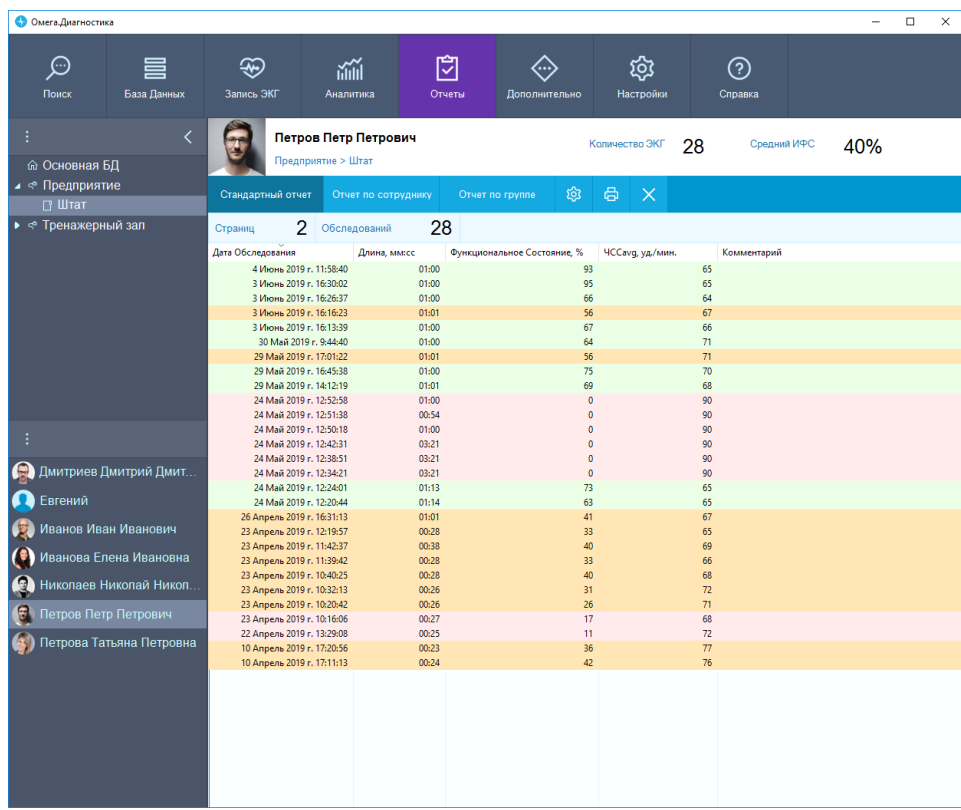 Омега.Диагностика
Поиск База Данных Запись ЭКГ Аналитика Отчеты Дополнительно Настройки Справка
Основная БД
Предприятие
Штат
Тренажерный зал
Дмитриев Дмитрий Дмит...
Евгений
Иванов Иван Иванович
Иванова Елена Ивановна
Николаев Николай Никол...
Петров Петр Петрович
Петрова Татьяна Петровна
Петров Петр Петрович
Предприятие > Штат
Количество ЭКГ 28 Средний ИФС 40%
Стандартный отчет Отчет по сотруднику Отчет по группе
Страниц 2 Обследований 28
Дата Обследования Длина, мм:сс Функциональное Состояние, % ЧССavg, уд./мин. Комментарий
4 Июнь 2019 г. 11:58:40 01:00 93 65
3 Июнь 2019 г. 16:30:02 01:00 95 65
3 Июнь 2019 г. 16:26:37 01:00 66 64
3 Июнь 2019 г. 16:16:23 01:01 56 67
3 Июнь 2019 г. 16:13:39 01:00 67 66
30 Май 2019 г. 9:44:40 01:00 64 71
29 Май 2019 г. 17:01:22 01:01 56 71
29 Май 2019 г. 16:45:38 01:00 75 70
29 Май 2019 г. 14:12:19 01:01 69 68
24 Май 2019 г. 12:52:58 01:00 0 90
24 Май 2019 г. 12:51:38 00:54 0 90
24 Май 2019 г. 12:50:18 01:00 0 90
24 Май 2019 г. 12:42:31 03:21 0 90
24 Май 2019 г. 12:38:51 03:21 0 90
24 Май 2019 г. 12:34:21 03:21 0 90
24 Май 2019 г. 12:24:01 01:13 73 65
24 Май 2019 г. 12:20:44 01:14 63 65
26 Апрель 2019 г. 16:31:13 01:01 41 67
23 Апрель 2019 г. 12:19:57 00:28 33 65
23 Апрель 2019 г. 11:42:37 00:38 40 69
23 Апрель 2019 г. 11:39:42 00:28 33 66
23 Апрель 2019 г. 10:40:25 00:28 40 68
23 Апрель 2019 г. 10:32:13 00:26 31 72
23 Апрель 2019 г. 10:20:42 00:26 26 71
23 Апрель 2019 г. 10:16:06 00:27 17 68
22 Апрель 2019 г. 13:29:08 00:25 11 72
10 Апрель 2019 г. 17:20:56 00:23 36 77
10 Апрель 2019 г. 17:11:13 00:24 42 76